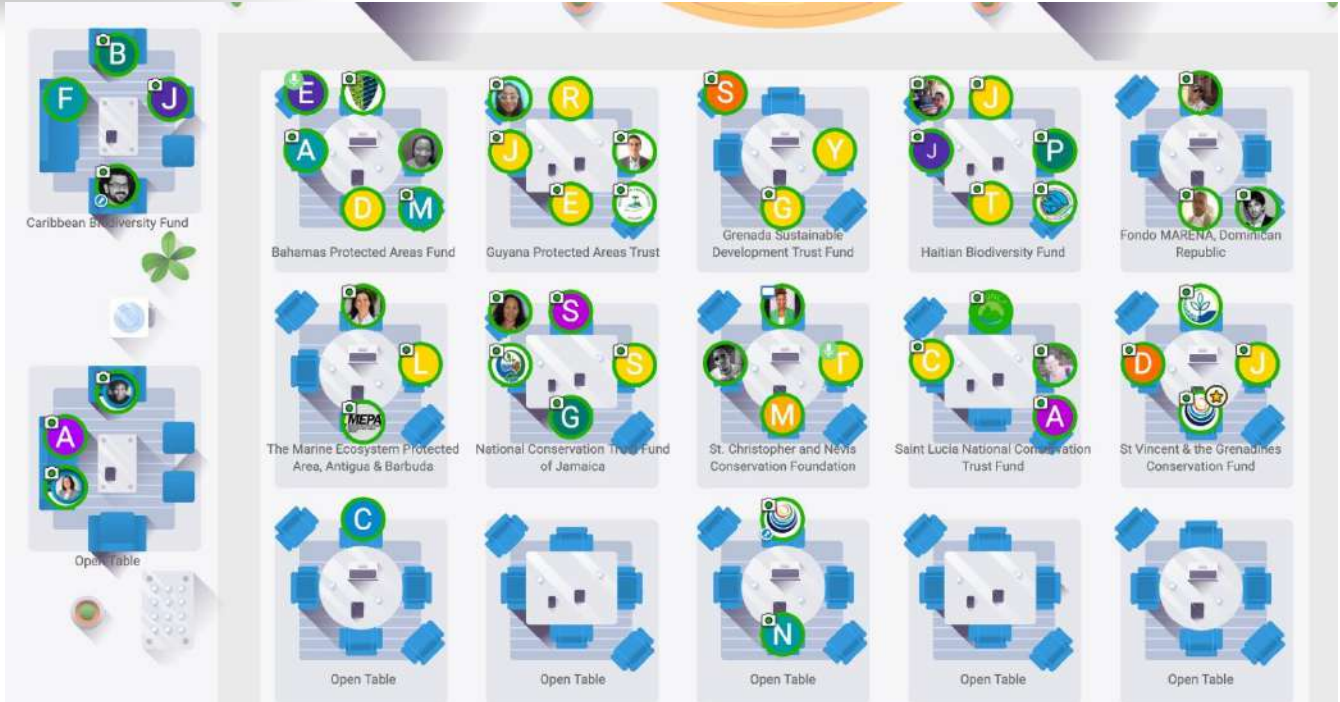 B
F
J
Caribbean Biodiversity Fund
E
A
D
M
Bahamas Protected Areas Fund
R
J
E
Guyana Protected Areas Trust
S
Y
G
Grenada Sustainable
Development Trust Fund
J
J
P
T
Haitian Biodiversity Fund
Fondo MARENA, Dominican
Republic
A
Open Table
L
MEPA
The Marine Ecosystem Protected
Area, Antigua & Barbuda
S
S
G
National Conservation Trust Fund
of Jamaica
T
M
St. Christopher and Nevis
Conservation Foundation
C
A
Saint Lucia National Conservation
Trust Fund
D
J
St Vincent & the Grenadines
Conservation Fund
C
Open Table
Open Table
N
Open Table
Open Table
Open Table